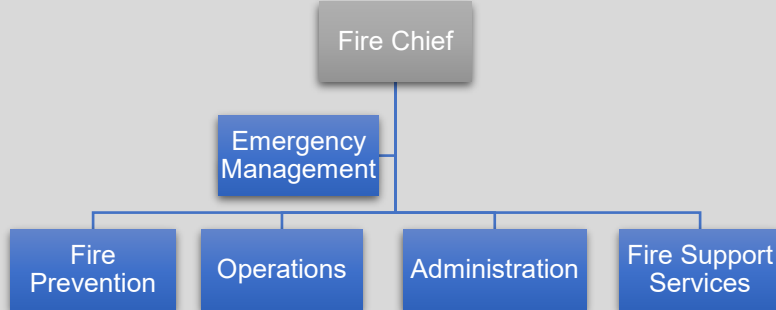 Fire Chief
Emergency
Management
Fire
Prevention
Operations
Administration
Fire Support
Services